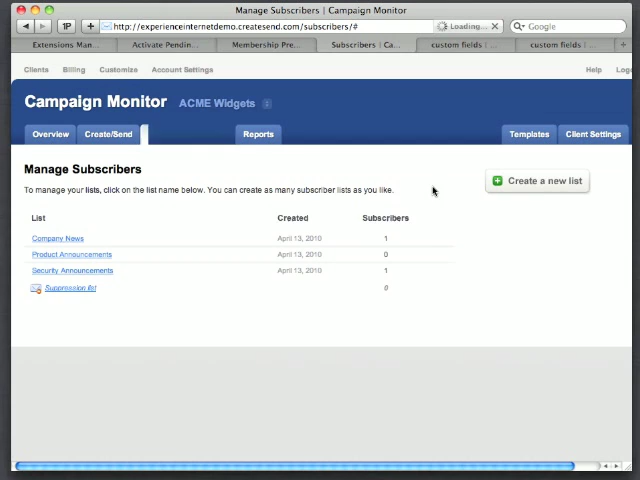 Manage Subscribers | Campaign Monitor
1P
+
http://experienceinternetdemo.createsend.com/subscribers/#
Loading...
Google
Extensions Man...
Activate Pendin...
Membership Pre...
Subscribers | Ca...
custom fields | ...
custom fields | ...
+
Clients
Billing
Customize
Account Settings
Help
Campaign Monitor
ACME Widgets
Overview
Create/Send
Reports
Templates
Client Settings
Manage Subscribers
To manage your lists, click on the list name below. You can create as many subscriber lists as you like.
Create a new list
List Created Subscribers
Company News April 13, 2010 1
Product Announcements April 13, 2010 0
Security Announcements April 13, 2010 1
Suppression list 0